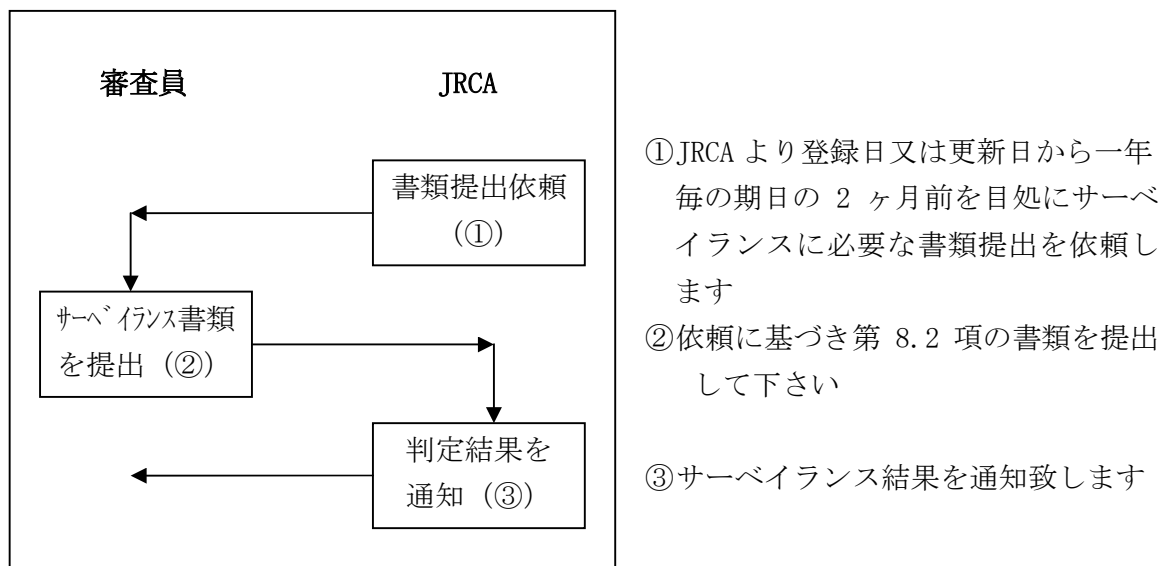 審査員
JRCA
書類提出依頼
(①)
サーベイランス書類
を提出（②）
判定結果を
通知（③）
①JRCA より登録日又は更新日から一年
毎の期日の 2 ヶ月前を目処にサーベ
イランスに必要な書類提出を依頼し
ます
②依頼に基づき第 8.2 項の書類を提出
して下さい
③サーベイランス結果を通知致します